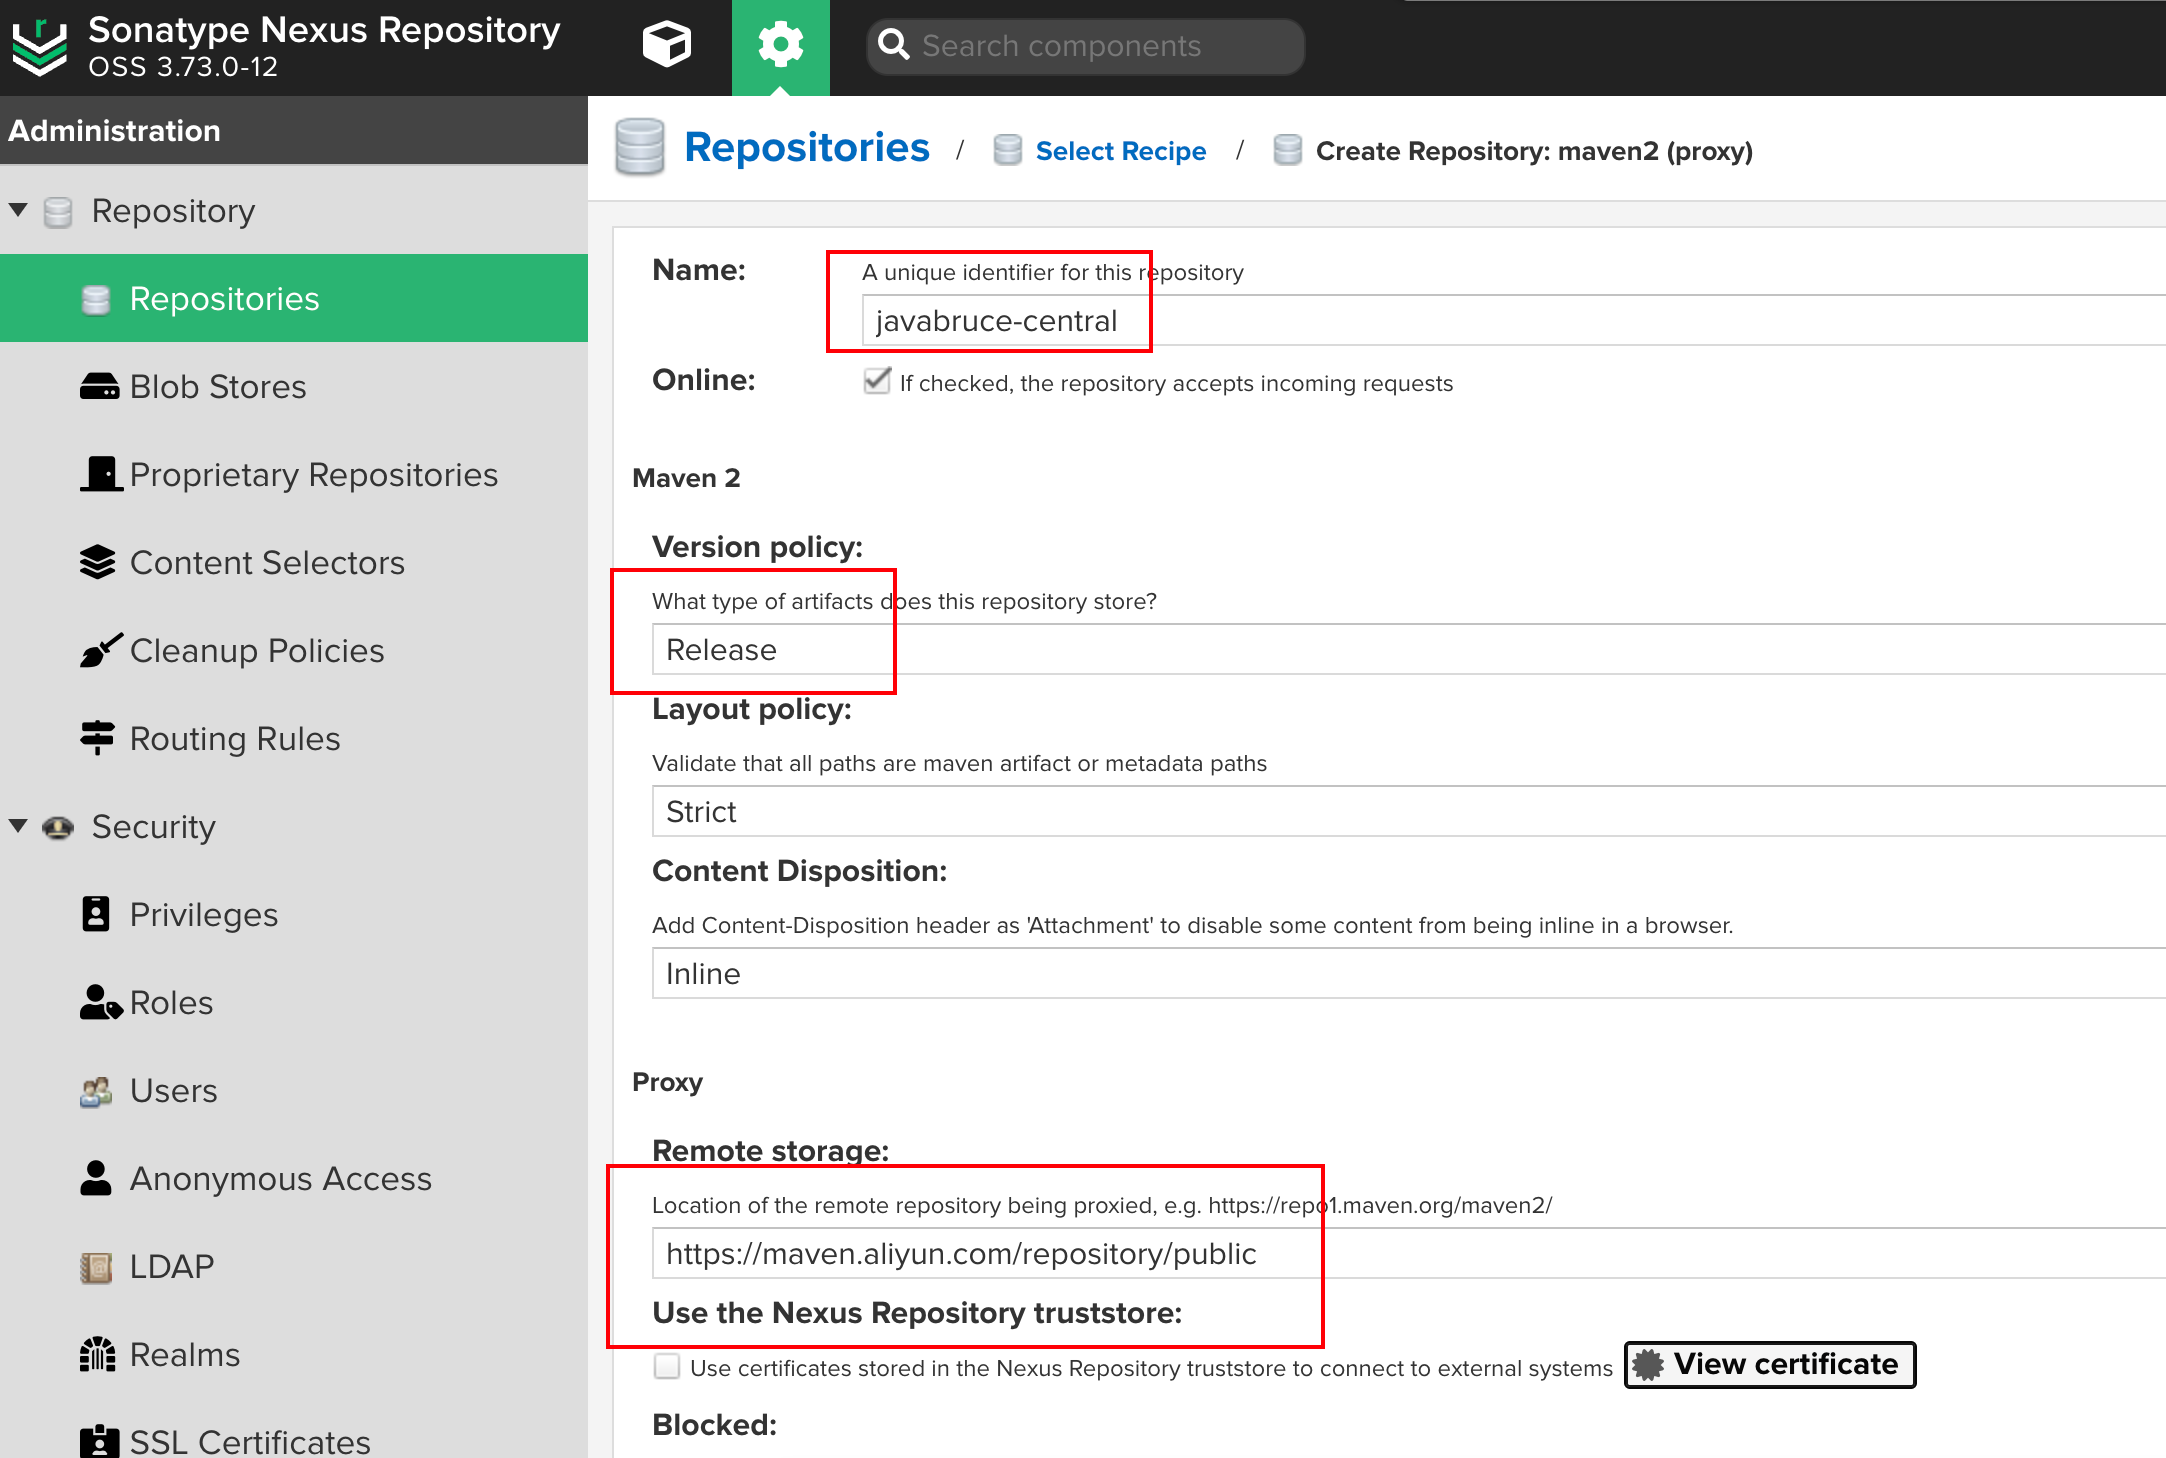 Sonatype Nexus Repository
OSS 3.73.0-12
Search components
Administration
Repository
Repositories
Blob Stores
Proprietary Repositories
Content Selectors
Cleanup Policies
Routing Rules
Security
Privileges
Roles
Users
Anonymous Access
LDAP
Realms
SSL Certificates
Repositories / Select Recipe / Create Repository: maven2 (proxy)
Name: A unique identifier for this repository
javabruce-central
Online: If checked, the repository accepts incoming requests
Maven 2
Version policy:
What type of artifacts does this repository store?
Release
Layout policy:
Validate that all paths are maven artifact or metadata paths
Strict
Content Disposition:
Add Content-Disposition header as 'Attachment' to disable some content from being inline in a browser.
Inline
Proxy
Remote storage:
Location of the remote repository being proxied, e.g. https://repo1.maven.org/maven2/
https://maven.aliyun.com/repository/public
Use the Nexus Repository truststore:
Use certificates stored in the Nexus Repository truststore to connect to external systems View certificate
Blocked: